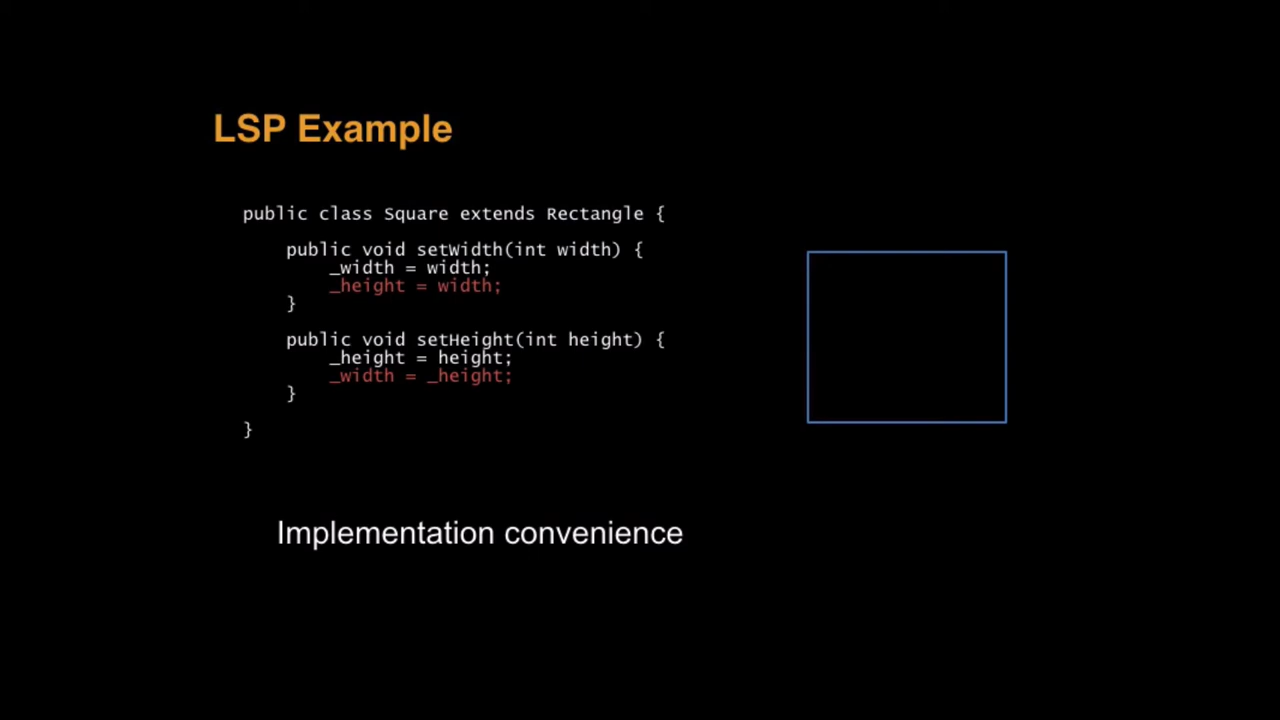 LSP Example
public class Square extends Rectangle {
public void setWidth(int width) {
_width = width;
_height = width;
}
public void setHeight(int height) {
_height = height;
_width = _height;
}
}
Implementation convenience